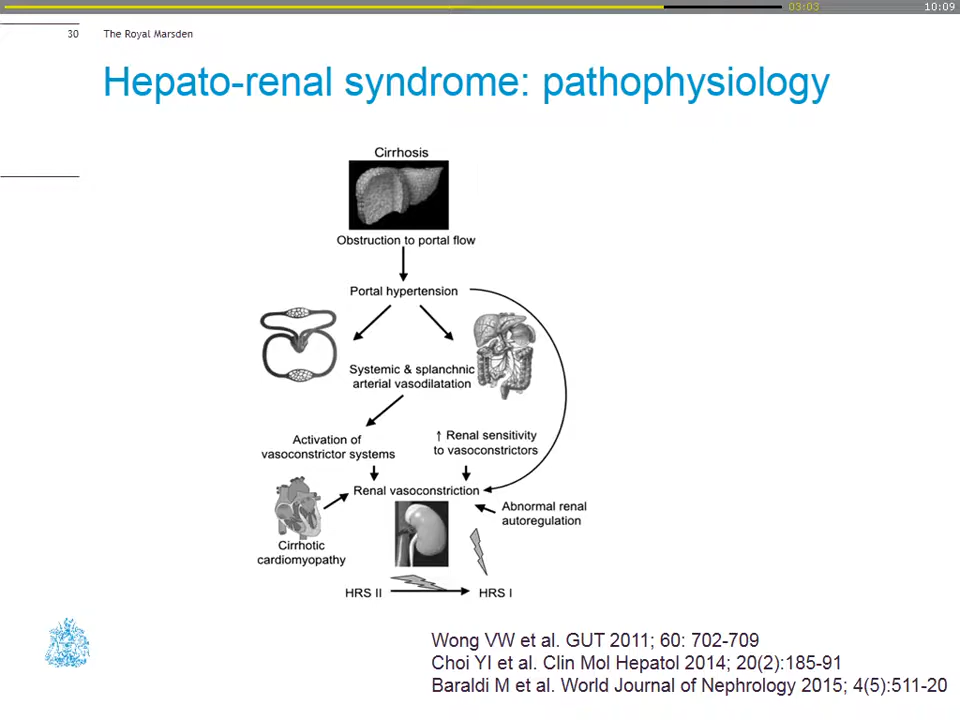 03:03
10:09
30 The Royal Marsden
Hepato-renal syndrome: pathophysiology
Cirrhosis
Obstruction to portal flow
Portal hypertension
Systemic & splanchnic
arterial vasodilatation
Activation of
vasoconstrictor systems
↑ Renal sensitivity
to vasoconstrictors
Renal vasoconstriction
Abnormal renal
autoregulation
Cirrhotic
cardiomyopathy
HRS II
HRS I
Wong VW et al. GUT 2011; 60: 702-709
Choi YI et al. Clin Mol Hepatol 2014; 20(2):185-91
Baraldi M et al. World Journal of Nephrology 2015; 4(5):511-20